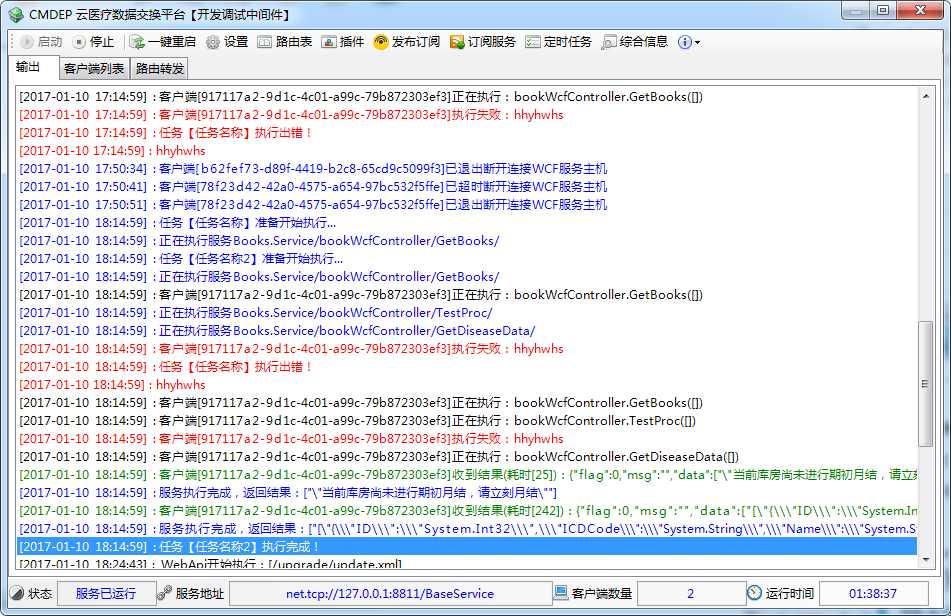 CMDEP 云医疗数据交换平台【开发调试中间件】
启动 停止 一键重启 设置 路由表 插件 发布订阅 订阅服务 定时任务 综合信息
输出 客户端列表 路由转发
[2017-01-10 17:14:59] : 客户端[917117a2-9d1c-4c01-a99c-79b872303ef3]正在执行：bookWcfController.GetBooks([])
[2017-01-10 17:14:59] : 客户端[917117a2-9d1c-4c01-a99c-79b872303ef3]执行失败：hhyhwhs
[2017-01-10 17:14:59] : 任务【任务名称】执行出错！
[2017-01-10 17:14:59] : hhyhwhs
[2017-01-10 17:50:34] : 客户端[b62fef73-d89f-4419-b2c8-65cd9c5099f3]已退出断开连接WCF服务主机
[2017-01-10 17:50:41] : 客户端[78f23d42-42a0-4575-a654-97bc532f5ffe]已超时断开连接WCF服务主机
[2017-01-10 17:50:51] : 客户端[78f23d42-42a0-4575-a654-97bc532f5ffe]已退出断开连接WCF服务主机
[2017-01-10 18:14:59] : 任务【任务名称】准备开始执行...
[2017-01-10 18:14:59] : 正在执行服务Books.Service/bookWcfController/GetBooks/
[2017-01-10 18:14:59] : 任务【任务名称2】准备开始执行...
[2017-01-10 18:14:59] : 正在执行服务Books.Service/bookWcfController/GetBooks/
[2017-01-10 18:14:59] : 客户端[917117a2-9d1c-4c01-a99c-79b872303ef3]正在执行：bookWcfController.GetBooks([])
[2017-01-10 18:14:59] : 正在执行服务Books.Service/bookWcfController/TestProc/
[2017-01-10 18:14:59] : 正在执行服务Books.Service/bookWcfController/GetDiseaseData/
[2017-01-10 18:14:59] : 客户端[917117a2-9d1c-4c01-a99c-79b872303ef3]执行失败：hhyhwhs
[2017-01-10 18:14:59] : 任务【任务名称】执行出错！
[2017-01-10 18:14:59] : hhyhwhs
[2017-01-10 18:14:59] : 客户端[917117a2-9d1c-4c01-a99c-79b872303ef3]正在执行：bookWcfController.GetBooks([])
[2017-01-10 18:14:59] : 客户端[917117a2-9d1c-4c01-a99c-79b872303ef3]正在执行：bookWcfController.TestProc([])
[2017-01-10 18:14:59] : 客户端[917117a2-9d1c-4c01-a99c-79b872303ef3]执行失败：hhyhwhs
[2017-01-10 18:14:59] : 客户端[917117a2-9d1c-4c01-a99c-79b872303ef3]正在执行：bookWcfController.GetDiseaseData([])
[2017-01-10 18:14:59] : 客户端[917117a2-9d1c-4c01-a99c-79b872303ef3]收到结果(耗时[25])：{"flag":0,"msg":"","data":["\"当前库房尚未进行期初月结，请立刻
[2017-01-10 18:14:59] : 服务执行完成，返回结果：["\"当前库房尚未进行期初月结，请立刻月结\""]
[2017-01-10 18:14:59] : 客户端[917117a2-9d1c-4c01-a99c-79b872303ef3]收到结果(耗时[242])：{"flag":0,"msg":"","data":["[\"{\\\"ID\\\":\\\"System.In
[2017-01-10 18:14:59] : 服务执行完成，返回结果：["[\"{\\\"ID\\\":\\\"System.Int32\\\",\\\"ICDCode\\\":\\\"System.String\\\",\\\"Name\\\":\\\"System.S
[2017-01-10 18:14:59] : 任务【任务名称2】执行完成！
[2017-01-10 18:24:43] : WebApi开始执行：[/upgrade/update.xml]
状态 服务已运行 服务地址 net.tcp://127.0.0.1:8811/BaseService 客户端数量 2 运行时间 01:38:37